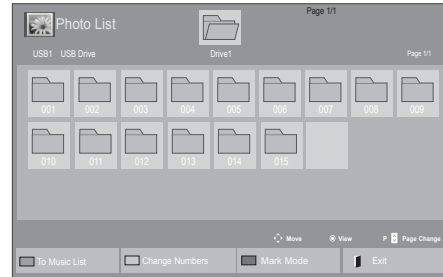 Page 1/1
Photo List
USB1 USB Drive Drive1 Page 1/1
001 002 003 004 005 006 007 008 009
010 011 012 013 014 015
Move View P Page Change
To Music List Change Numbers Mark Mode Exit